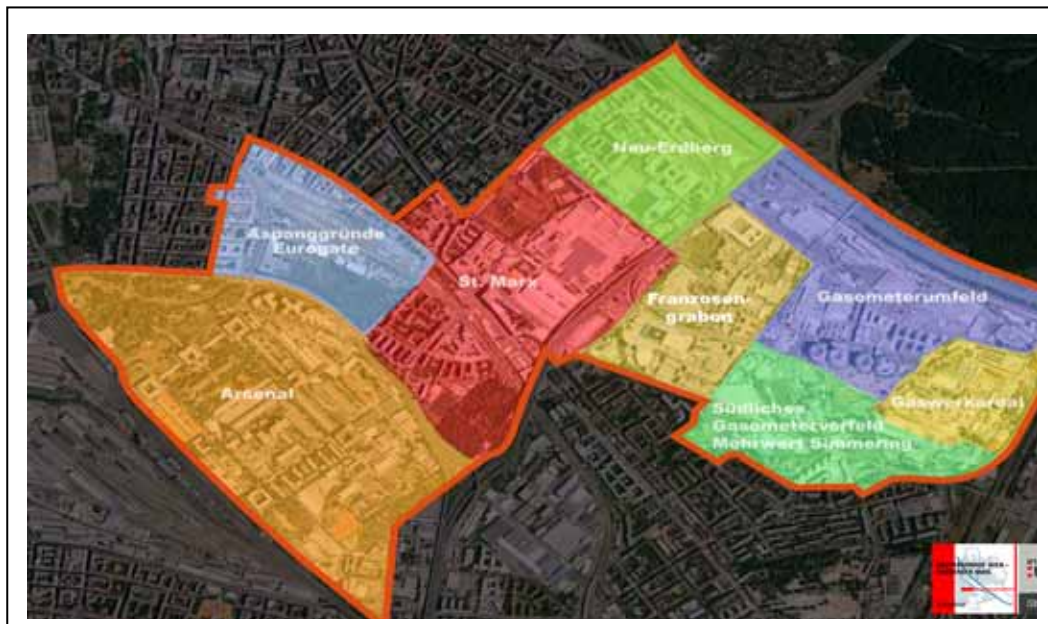 Neu-Erdberg
Aspanggründe
Eurogate
St. Marx
Franzosen-
graben
Gasometerumfeld
Arsenal
Gaswerkareal
Südliches
Gasometervorfeld
Mehrwert Simmering